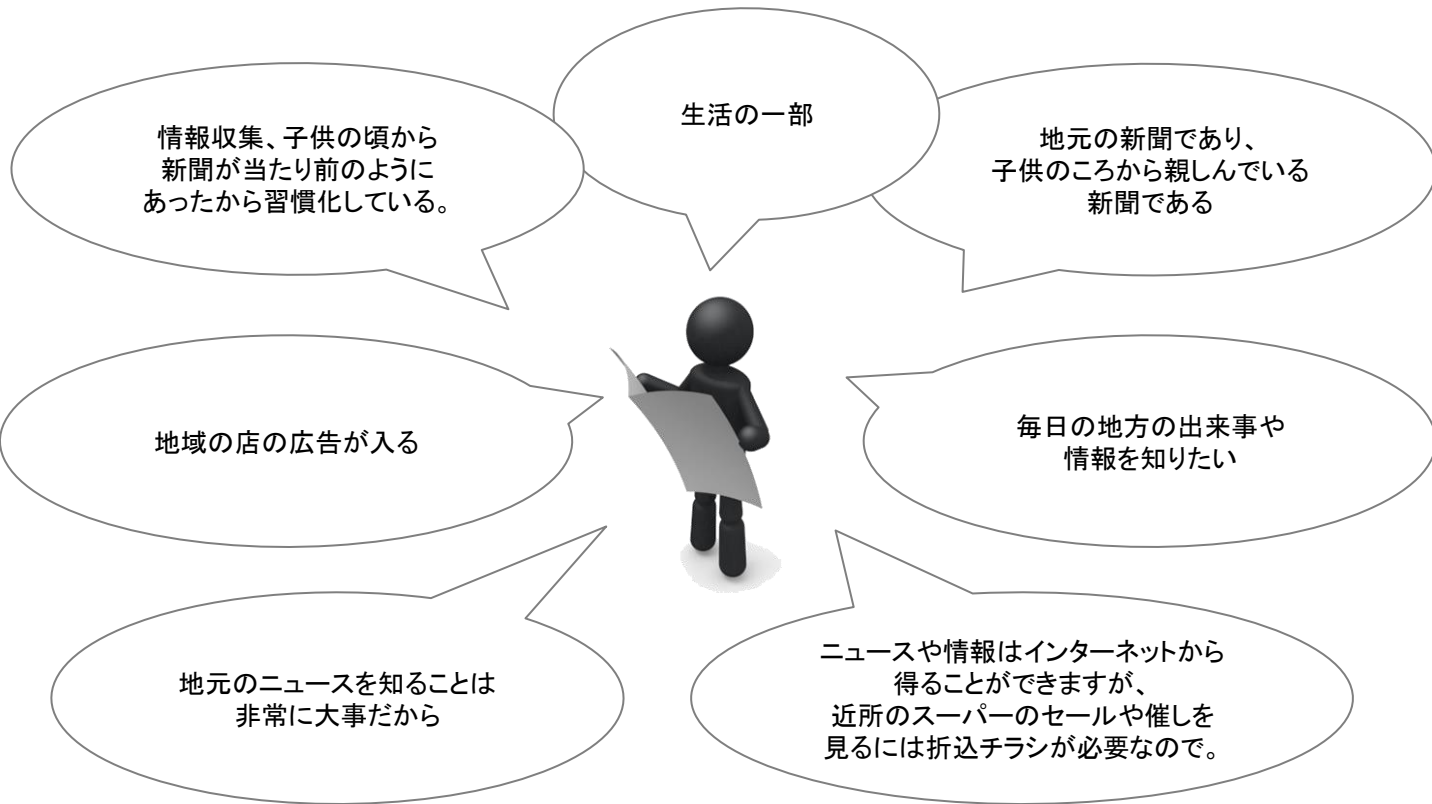 生活の一部
情報収集、子供の頃から
新聞が当たり前のように
あったから習慣化している。
地元の新聞であり、
子供のころから親しんでいる
新聞である
地域の店の広告が入る
毎日の地方の出来事や
情報を知りたい
地元のニュースを知ることは
非常に大事だから
ニュースや情報はインターネットから
得ることができますが、
近所のスーパーのセールや催しを
見るには折込チラシが必要なので。